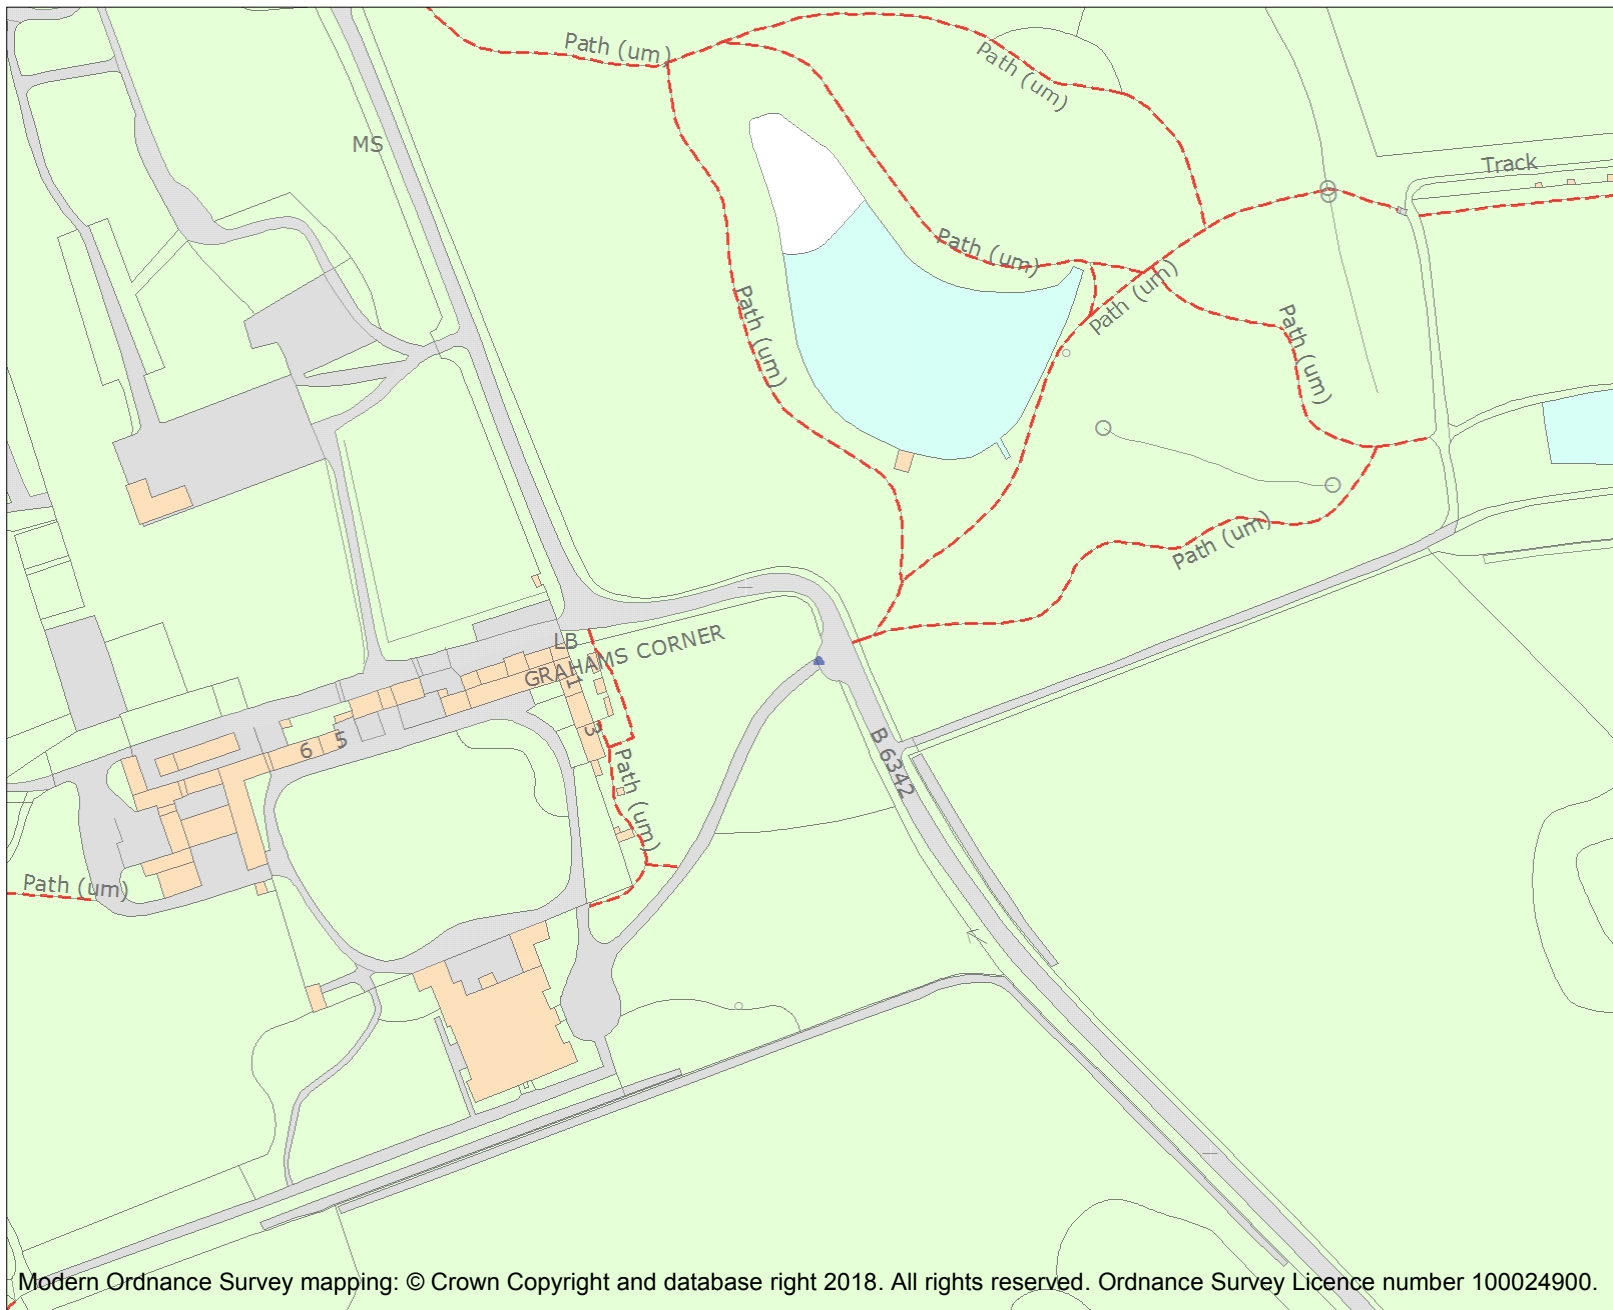 Path (um)
Path (um)
MS
Track
Path (um)
Path (um)
Path (um)
Path (um)
Path (um)
LB
GRAHAMS CORNER
1
3
5
6
Path (um)
B 6342
Path (um)
Modern Ordnance Survey mapping: © Crown Copyright and database right 2018. All rights reserved. Ordnance Survey Licence number 100024900.